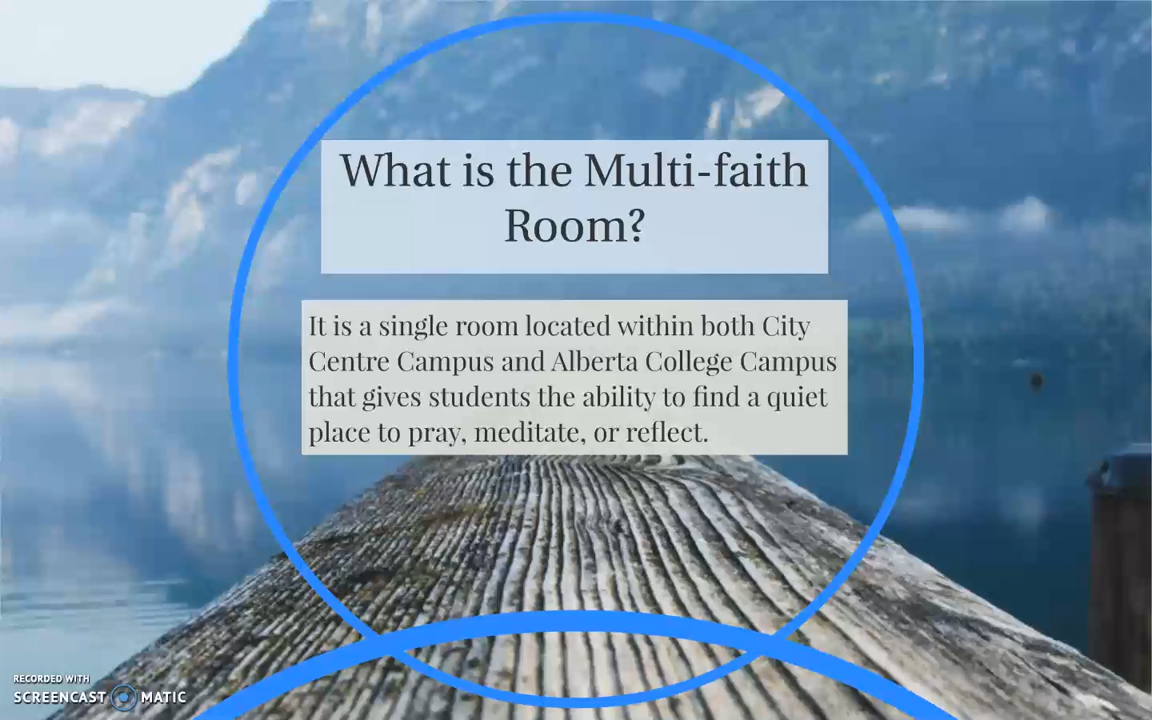 What is the Multi-faith
Room?
It is a single room located within both City
Centre Campus and Alberta College Campus
that gives students the ability to find a quiet
place to pray, meditate, or reflect.
RECORDED WITH
SCREENCAST MATIC